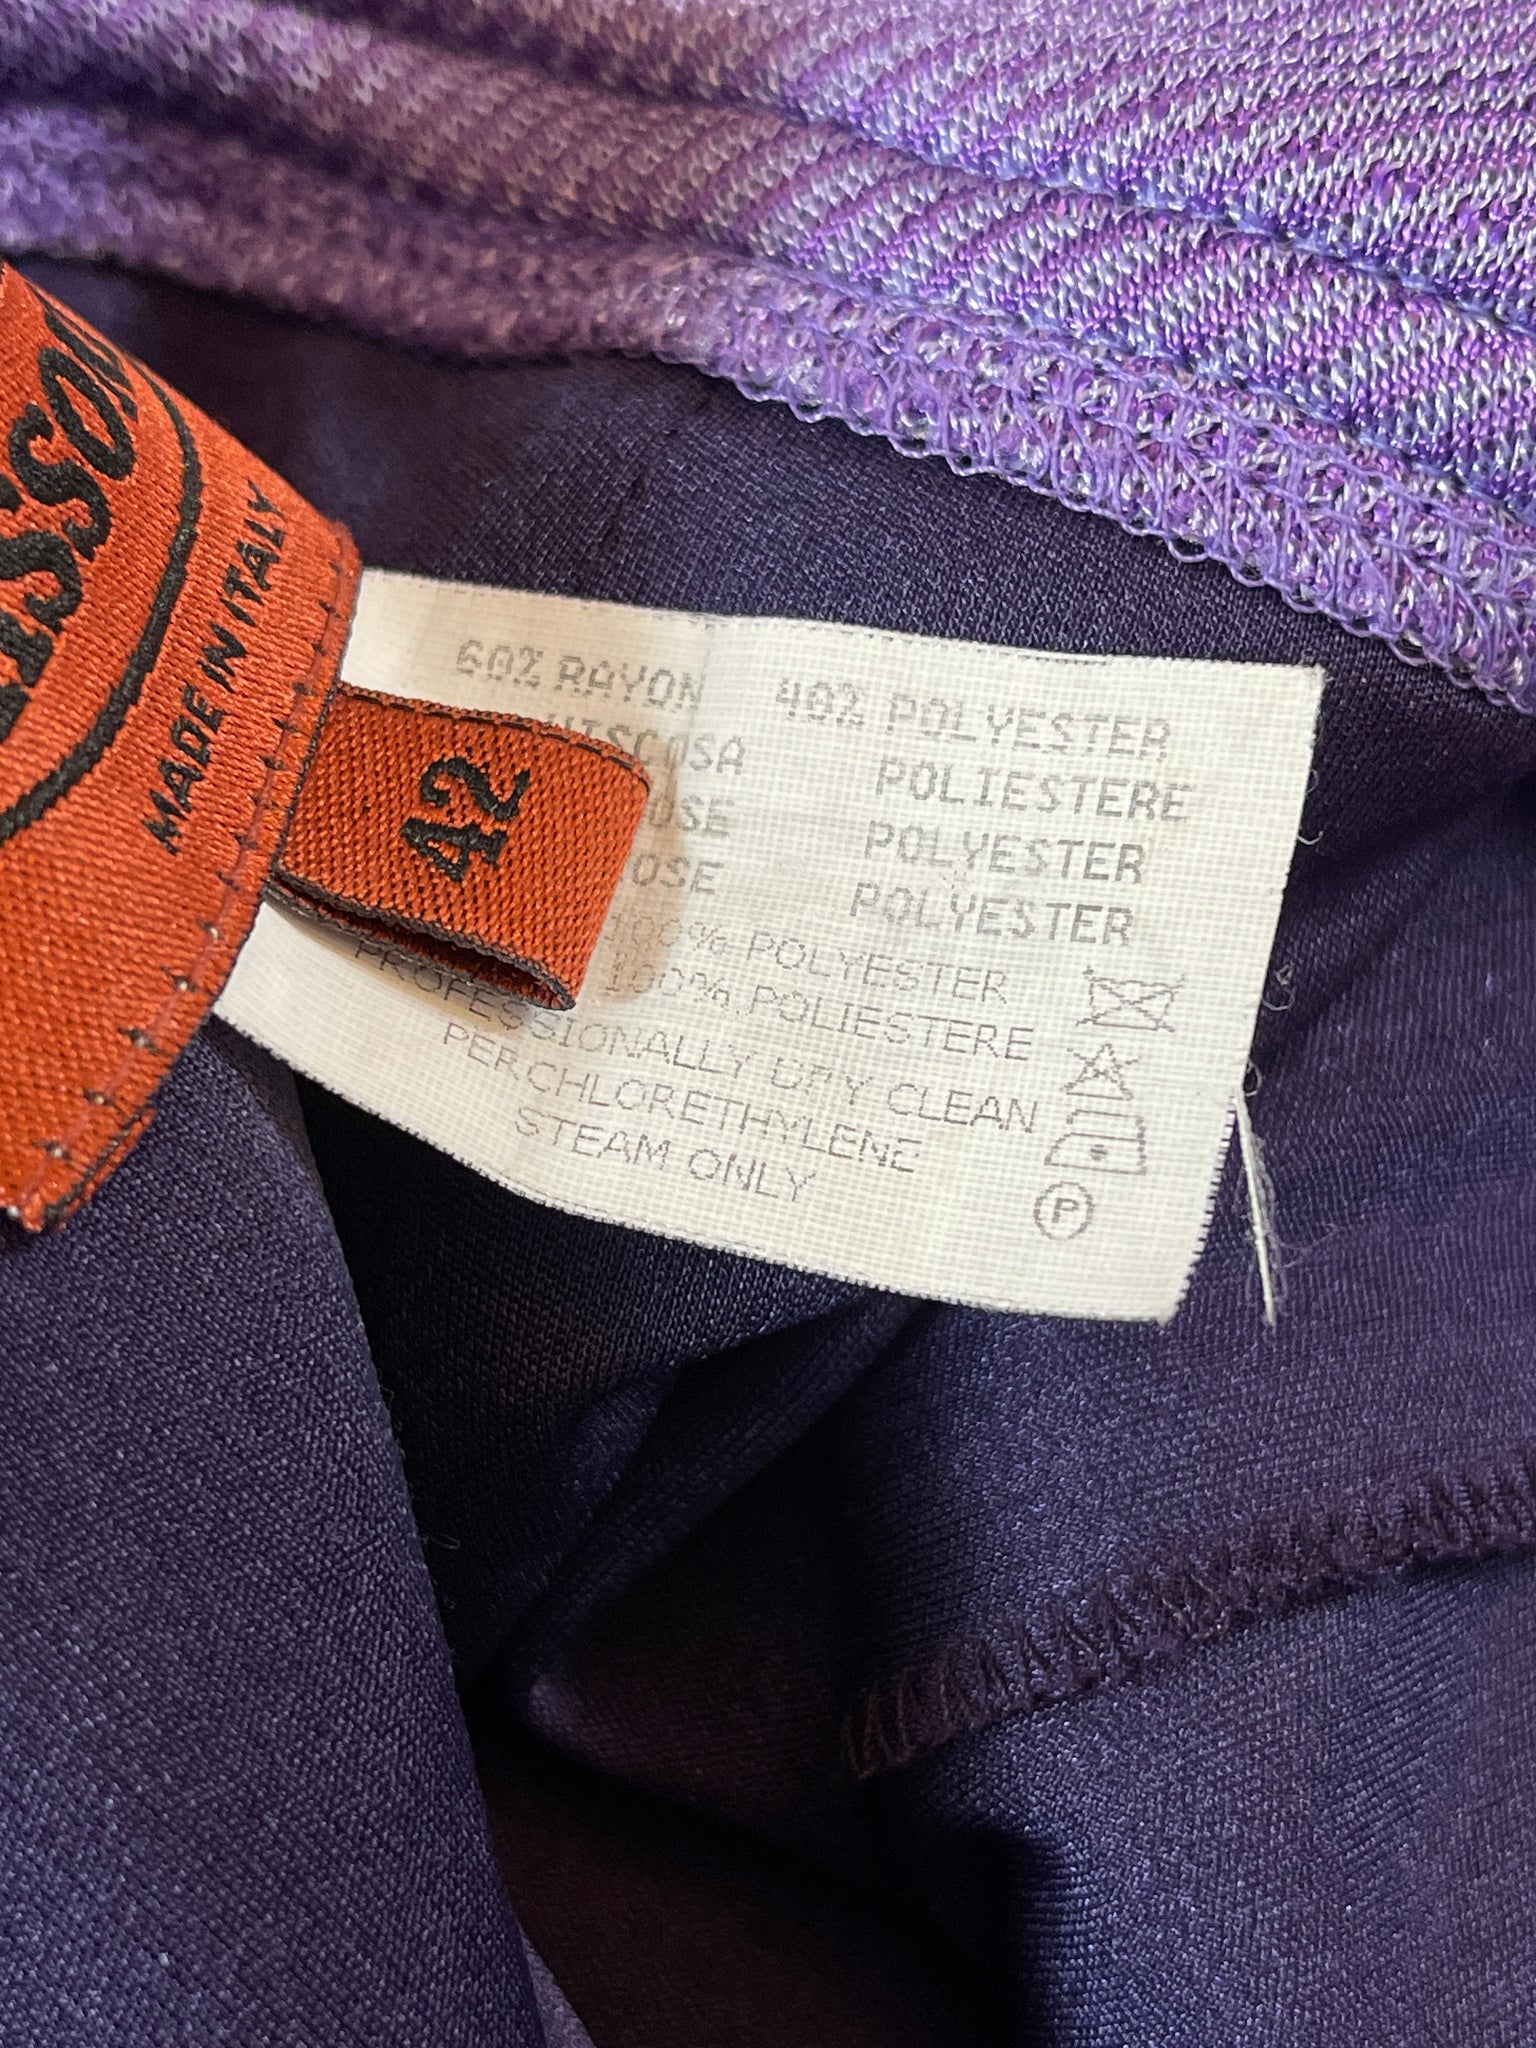 MADE IN ITALY
42
60% RAYON 40% POLYESTER
VISCOSA POLIESTERE
POLYESTER
POLYESTER
100% POLYESTER
100% POLIESTERE
PROFESSIONALLY DRY CLEAN
PERCHLORETHYLENE
STEAM ONLY
P